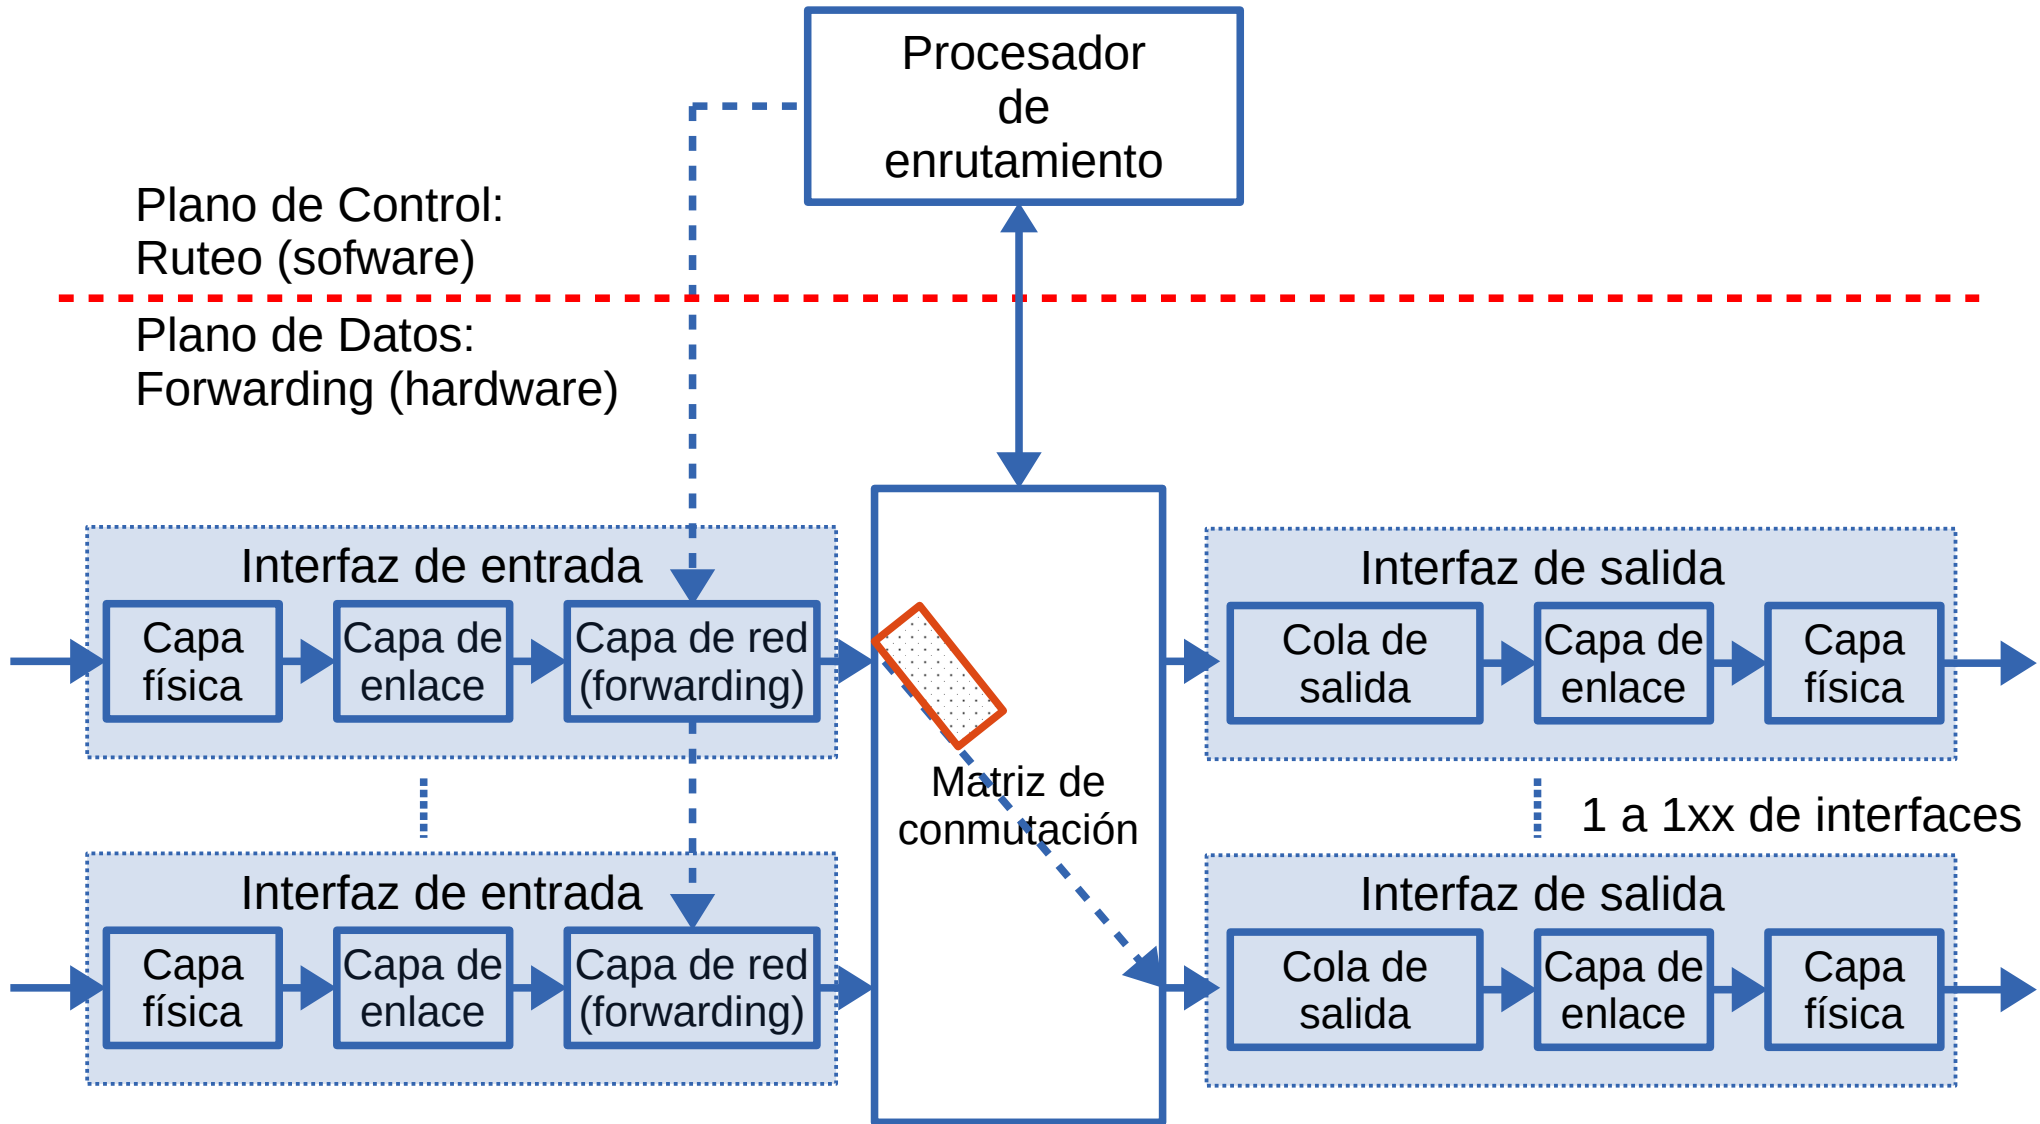 Procesador
de
enrutamiento
Plano de Control:
Ruteo (sofware)
Plano de Datos:
Forwarding (hardware)
Interfaz de entrada
Capa
física
Capa de
enlace
Capa de red
(forwarding)
Matriz de
conmutación
Interfaz de salida
Cola de
salida
Capa de
enlace
Capa
física
1 a 1xx de interfaces
Interfaz de entrada
Capa
física
Capa de
enlace
Capa de red
(forwarding)
Interfaz de salida
Cola de
salida
Capa de
enlace
Capa
física